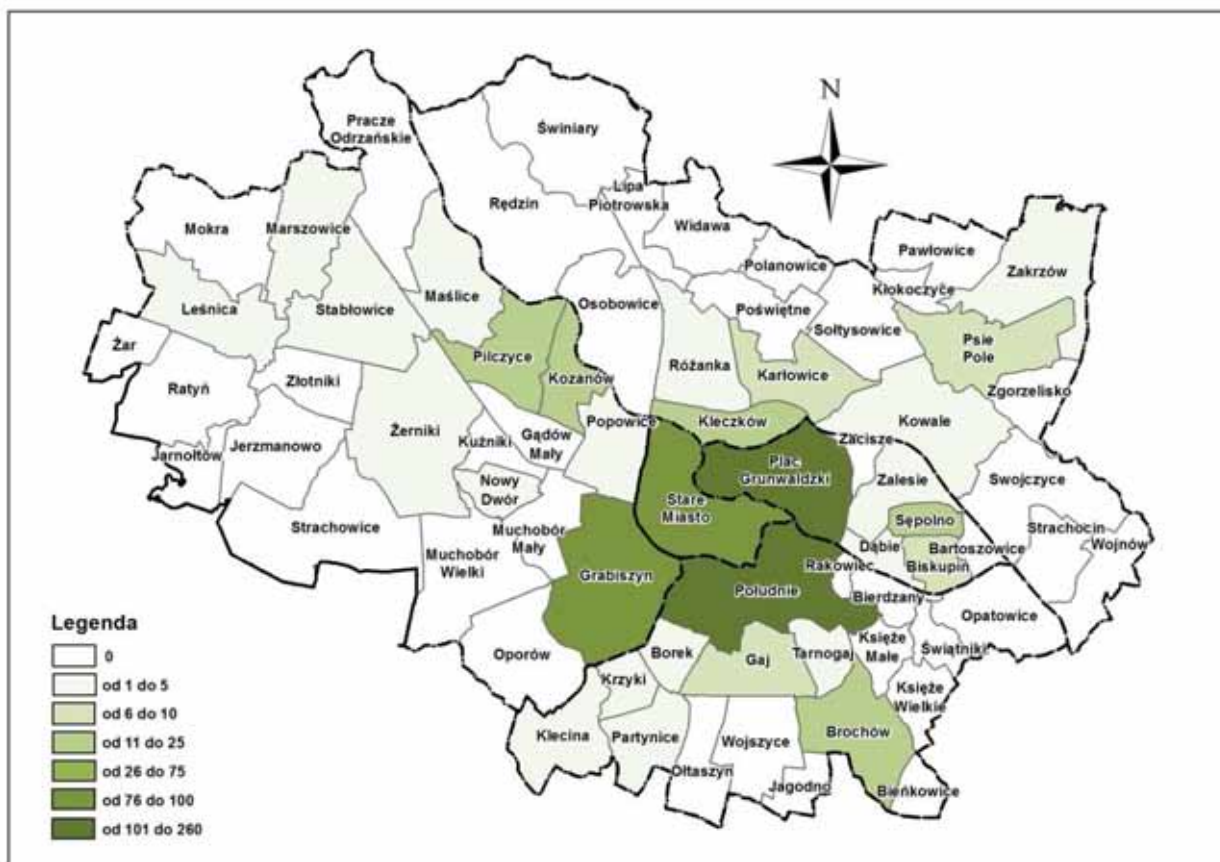 N
Pracze
Odrzańskie
Świniary
Lipa
Piotrowska
Rędzin
Widawa
Mokra
Marszowice
Pawłowice
Polanowice
Zakrzów
Kłokoczyce
Maślice
Osobowice
Leśnica
Stabłowice
Poświętne
Sołtysowice
Psie
Pole
Żar
Pilczyce
Różanka
Karłowice
Kozanów
Ratyń
Złotniki
Zgorzelisko
Kleczków
Kowale
Popowice
Żerniki
Gądów
Mały
Kuźniki
Jerzmanowo
Zacisze
Jarnołtów
Plac
Grunwaldzki
Zalesie
Swojczyce
Nowy
Dwór
Stare
Miasto
Strachowice
Sępolno
Strachocin
Wojnów
Muchobór
Mały
Dąbie
Bartoszowice
Biskupin
Muchobór
Wielki
Rakowiec
Grabiszyn
Południe
Bierdzany
Opatowice
Oporów
Borek
Gaj
Tarnogaj
Księże
Małe
Świątniki
Krzyki
Księże
Wielkie
Klecina
Partynice
Wojszyce
Brochów
Ołtaszyn
Jagodno
Bieńkowice
Legenda
0
od 1 do 5
od 6 do 10
od 11 do 25
od 26 do 75
od 76 do 100
od 101 do 260